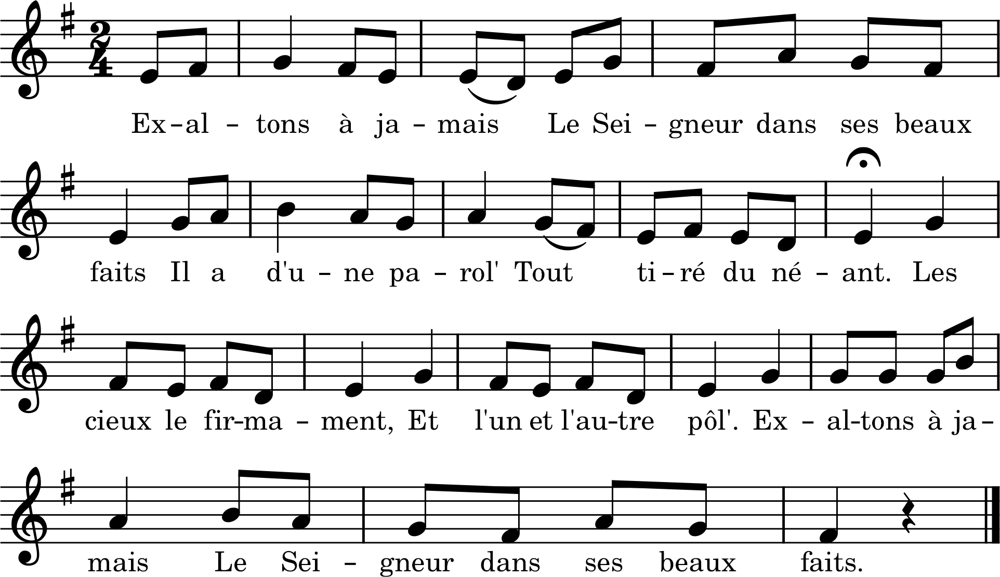 2
4
Ex-al - tons à ja - mais Le Sei - gneur dans ses beaux
faits Il a d'u - ne pa - rol' Tout ti-ré du né - ant. Les
cieux le fir-ma - ment, Et l'un et l'au-tre pôl'. Ex - al-tons à ja-
mais Le Sei - gneur dans ses beaux faits.